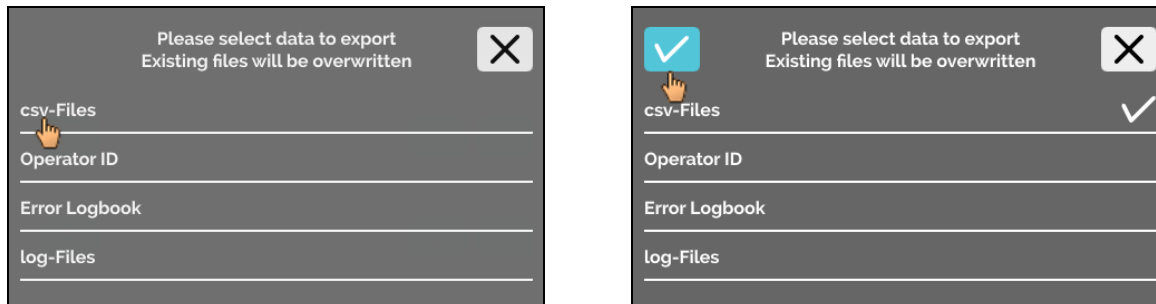 Please select data to export
Existing files will be overwritten
csv-Files
Operator ID
Error Logbook
log-Files
Please select data to export
Existing files will be overwritten
csv-Files
Operator ID
Error Logbook
log-Files